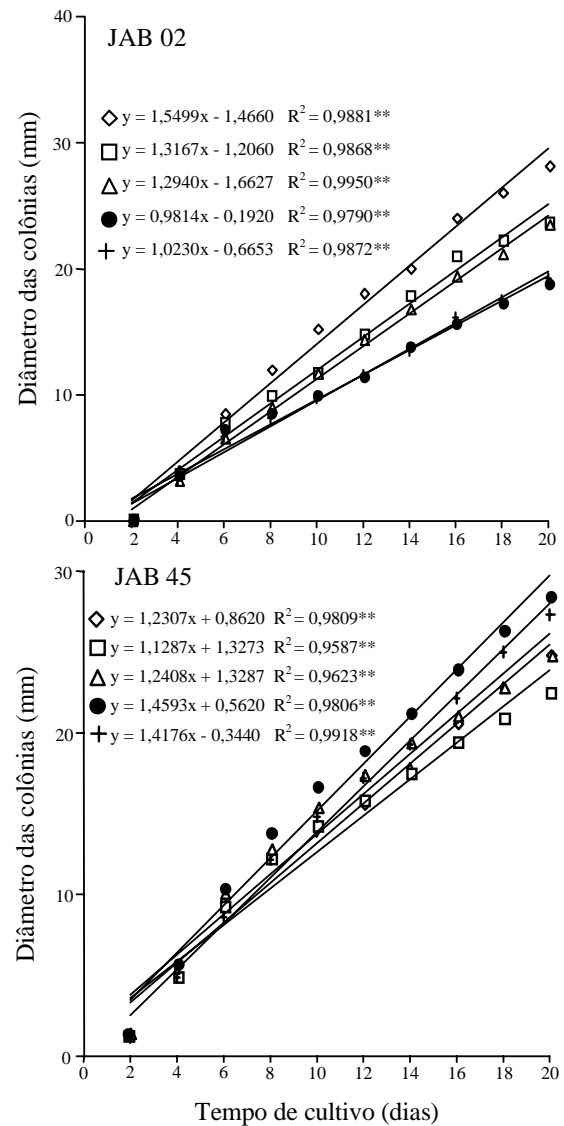 40
JAB 02
y = 1,5499x - 1,4660 R² = 0,9881**
30
y = 1,3167x - 1,2060 R² = 0,9868**
y = 1,2940x - 1,6627 R² = 0,9950**
y = 0,9814x - 0,1920 R² = 0,9790**
y = 1,0230x - 0,6653 R² = 0,9872**
20
10
0
Diâmetro das colônias (mm)
0 2 4 6 8 10 12 14 16 18 20
30
JAB 45
y = 1,2307x + 0,8620 R² = 0,9809**
y = 1,1287x + 1,3273 R² = 0,9587**
y = 1,2408x + 1,3287 R² = 0,9623**
y = 1,4593x + 0,5620 R² = 0,9806**
y = 1,4176x - 0,3440 R² = 0,9918**
20
10
0
Diâmetro das colônias (mm)
0 2 4 6 8 10 12 14 16 18 20
Tempo de cultivo (dias)